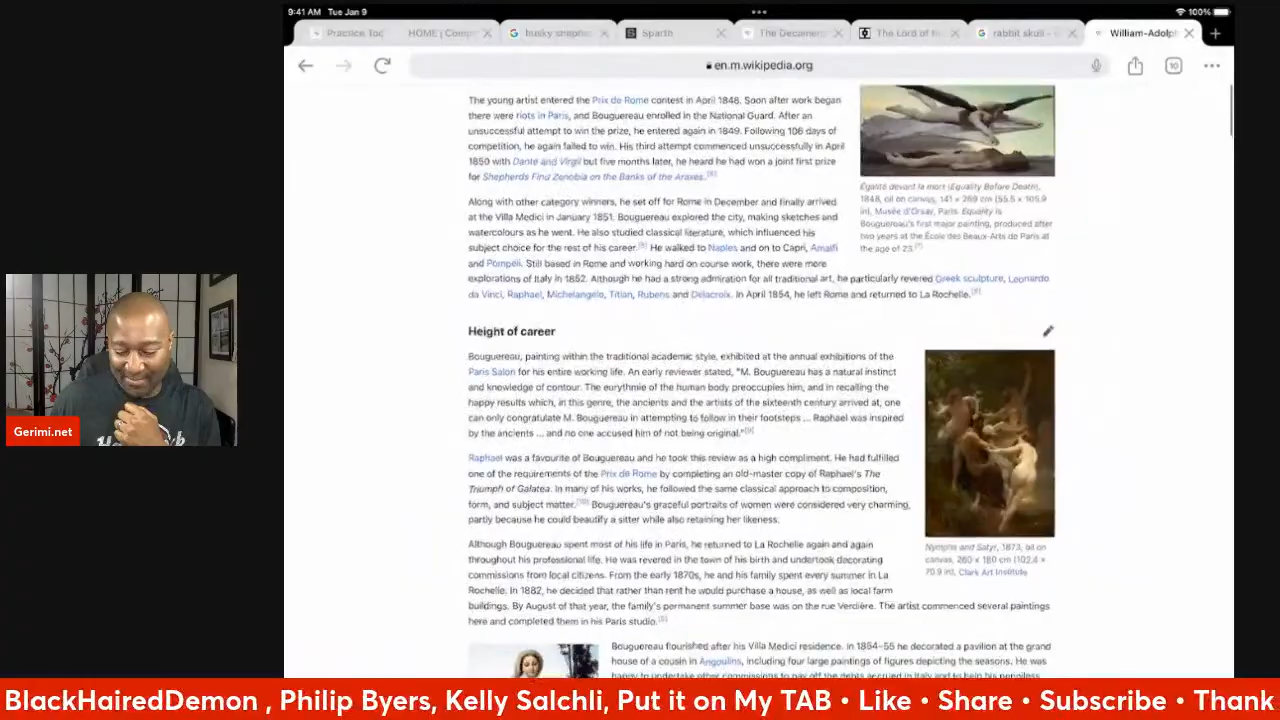 9:41 AM Tue Jan 9
100%
Practice Tac
HOME | Comp
husky snephe
Sparth
The Decamer
The Lord of
rabbit skull -
William-Adolph
en.m.wikipedia.org
10
The young artist entered the Prix de Rome contest in April 1848. Soon after work began
there were riots in Paris, and Bouguereau enrolled in the National Guard. After an
unsuccessful attempt to win the prize, he entered again in 1849. Following 106 days of
competition, he again failed to win. His third attempt commenced unsuccessfully in April
1850 with Dante and Virgil but five months later, he heard he had won a joint first prize
for Shepherds Find Zenobia on the Banks of the Araxes.[6]
Égalité devant la mort (Equality Before Death),
1848, oil on canvas, 141 × 269 cm (55.5 × 105.9
in), Musée d'Orsay, Paris. Equality is
Bouguereau's first major painting, produced after
two years at the École des Beaux-Arts de Paris at
the age of 23.[7]
Along with other category winners, he set off for Rome in December and finally arrived
at the Villa Medici in January 1851. Bouguereau explored the city, making sketches and
watercolours as he went. He also studied classical literature, which influenced his
subject choice for the rest of his career.[8] He walked to Naples and on to Capri, Amalfi
and Pompeii. Still based in Rome and working hard on course work, there were more
explorations of Italy in 1852. Although he had a strong admiration for all traditional art, he particularly revered Greek sculpture, Leonardo
da Vinci, Raphael, Michelangelo, Titian, Rubens and Delacroix. In April 1854, he left Rome and returned to La Rochelle.[6]
Height of career
Bouguereau, painting within the traditional academic style, exhibited at the annual exhibitions of the
Paris Salon for his entire working life. An early reviewer stated, "M. Bouguereau has a natural instinct
and knowledge of contour. The eurythmie of the human body preoccupies him, and in recalling the
happy results which, in this genre, the ancients and the artists of the sixteenth century arrived at, one
can only congratulate M. Bouguereau in attempting to follow in their footsteps ... Raphael was inspired
by the ancients ... and no one accused him of not being original."[9]
Raphael was a favourite of Bouguereau and he took this review as a high compliment. He had fulfilled
one of the requirements of the Prix de Rome by completing an old-master copy of Raphael's The
Triumph of Galatea. In many of his works, he followed the same classical approach to composition,
form, and subject matter.[10] Bouguereau's graceful portraits of women were considered very charming,
partly because he could beautify a sitter while also retaining her likeness.
Nymphs and Satyr, 1873, oil on
canvas, 260 × 180 cm (102.4 ×
70.9 in), Clark Art Institute
Although Bouguereau spent most of his life in Paris, he returned to La Rochelle again and again
throughout his professional life. He was revered in the town of his birth and undertook decorating
commissions from local citizens. From the early 1870s, he and his family spent every summer in La
Rochelle. In 1882, he decided that rather than rent he would purchase a house, as well as local farm
buildings. By August of that year, the family's permanent summer base was on the rue Verdière. The artist commenced several paintings
here and completed them in his Paris studio.[5]
Bouguereau flourished after his Villa Medici residence. In 1854–55 he decorated a pavilion at the grand
house of a cousin in Angoulins, including four large paintings of figures depicting the seasons. He was
happy to undertake other commissions to pay off the debts accrued in Italy and to help his penniless
Gerimi.net
BlackHairedDemon , Philip Byers, Kelly Salchli, Put it on My TAB • Like • Share • Subscribe • Thank